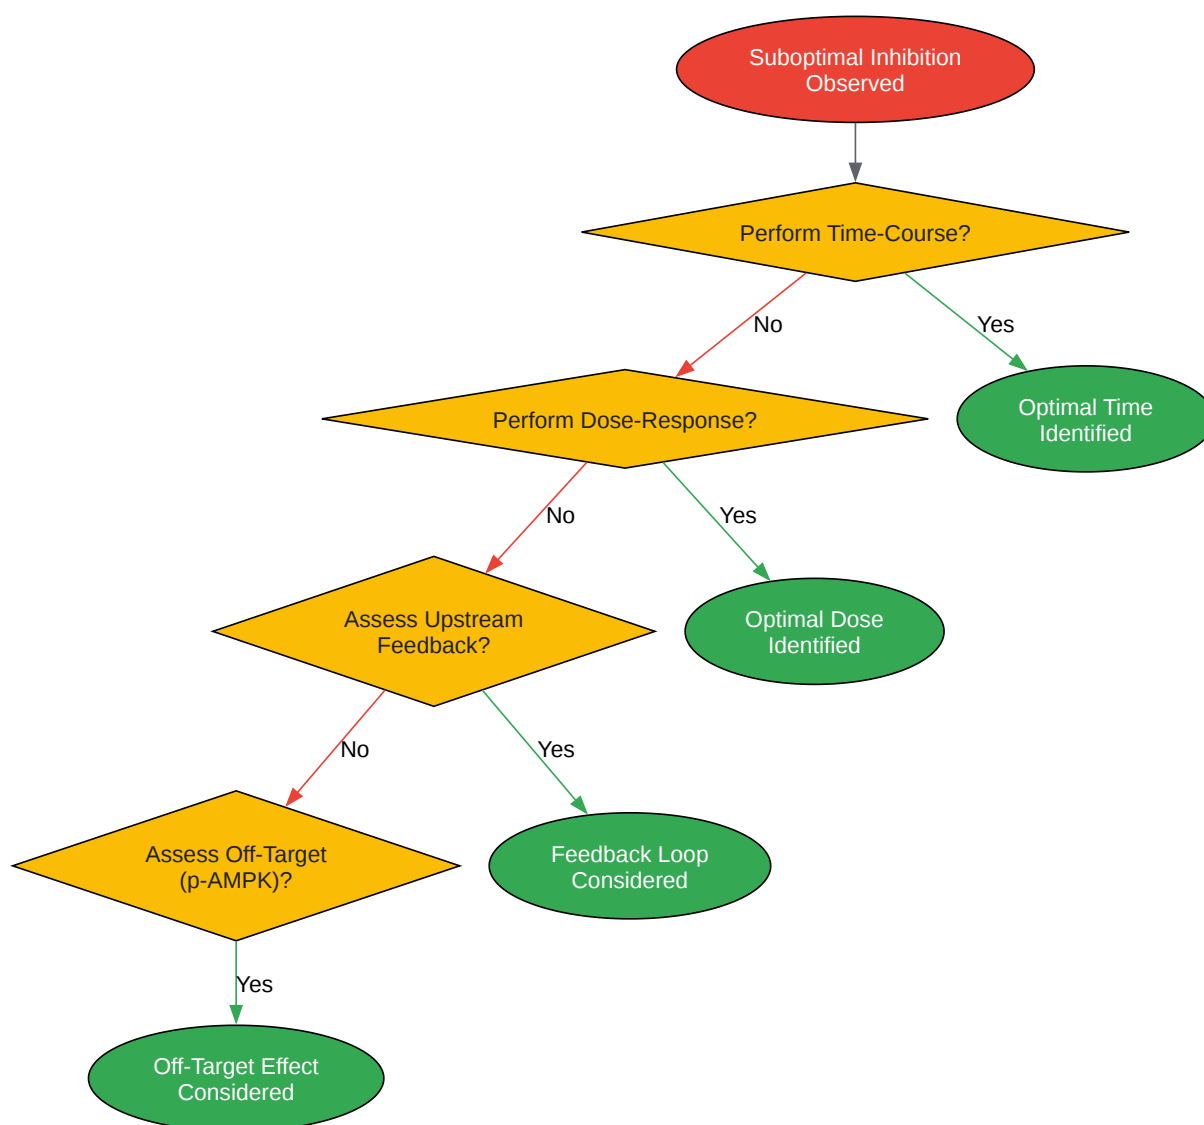 Suboptimal Inhibition
Observed
Perform Time-Course?
No
Yes
Perform Dose-Response?
Optimal Time
Identified
No
Yes
Assess Upstream
Feedback?
Optimal Dose
Identified
No
Yes
Assess Off-Target
(p-AMPK)?
Feedback Loop
Considered
Yes
Off-Target Effect
Considered